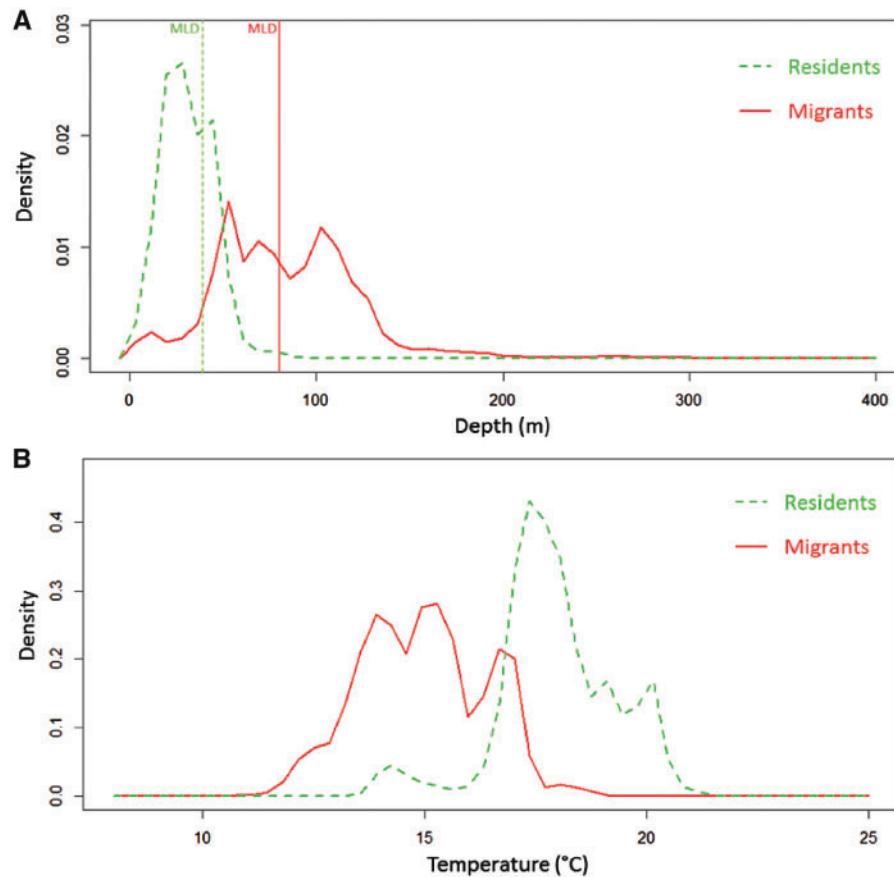 A
MLD MLD
0.03
Residents
Migrants
0.02
Density
0.01
0.00
0 100 200 300 400
Depth (m)
B
Residents
Migrants
0.4
0.3
Density
0.2
0.1
0.0
10 15 20 25
Temperature (°C)